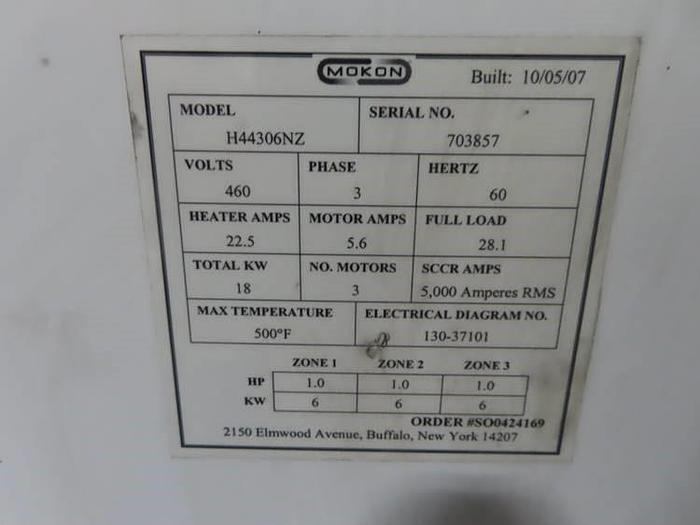 MOKON Built: 10/05/07
MODEL SERIAL NO.
H44306NZ 703857
VOLTS PHASE HERTZ
460 3 60
HEATER AMPS MOTOR AMPS FULL LOAD
22.5 5.6 28.1
TOTAL KW NO. MOTORS SCCR AMPS
18 3 5,000 Amperes RMS
MAX TEMPERATURE ELECTRICAL DIAGRAM NO.
500°F 130-37101
ZONE 1 ZONE 2 ZONE 3
HP 1.0 1.0 1.0
KW 6 6 6
ORDER #SO0424169
2150 Elmwood Avenue, Buffalo, New York 14207